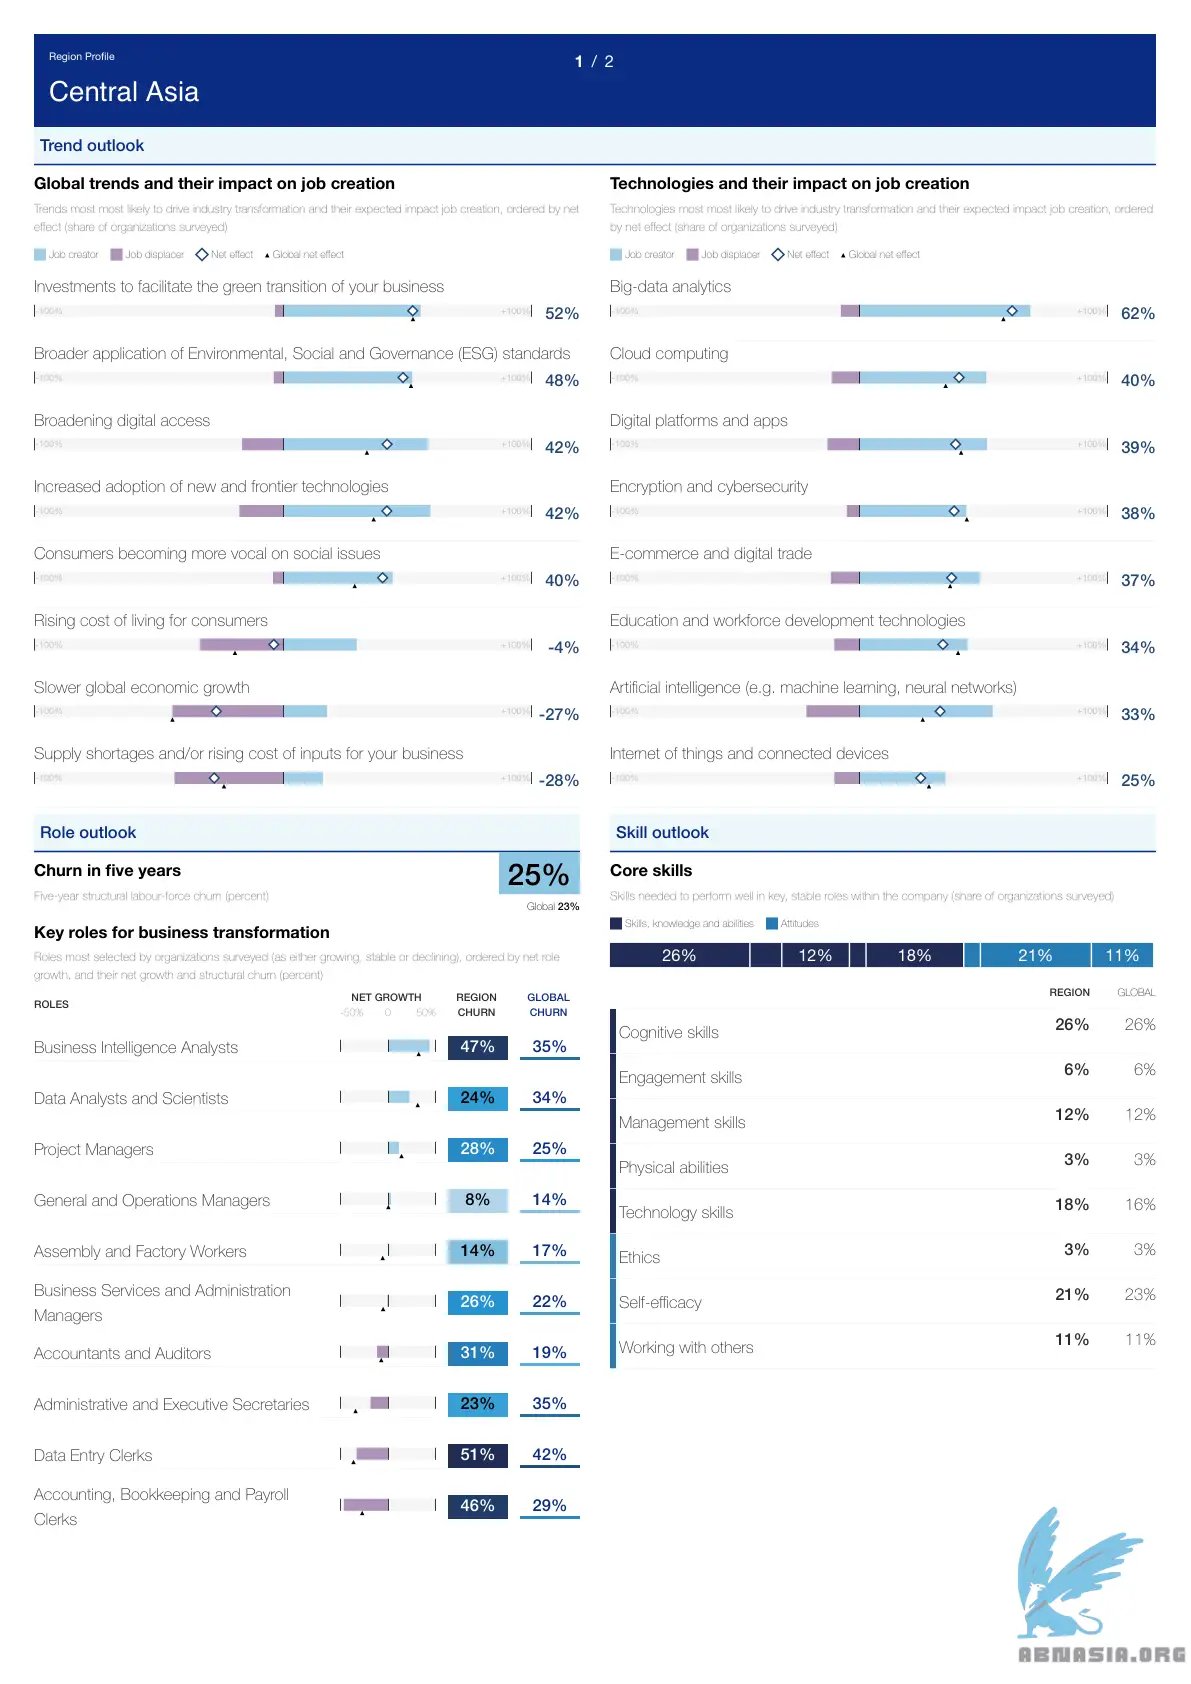 Region Profile
1 / 2
Central Asia
Trend outlook
Global trends and their impact on job creation
Trends most most likely to drive industry transformation and their expected impact job creation, ordered by net
effect (share of organizations surveyed)
Job creator Job displacer Net effect Global net effect
Investments to facilitate the green transition of your business
-100% +100% 52%
Broader application of Environmental, Social and Governance (ESG) standards
-100% +100% 48%
Broadening digital access
-100% +100% 42%
Increased adoption of new and frontier technologies
-100% +100% 42%
Consumers becoming more vocal on social issues
-100% +100% 40%
Rising cost of living for consumers
-100% +100% -4%
Slower global economic growth
-100% +100% -27%
Supply shortages and/or rising cost of inputs for your business
-100% +100% -28%
Technologies and their impact on job creation
Technologies most most likely to drive industry transformation and their expected impact job creation, ordered
by net effect (share of organizations surveyed)
Job creator Job displacer Net effect Global net effect
Big-data analytics
-100% +100% 62%
Cloud computing
-100% +100% 40%
Digital platforms and apps
-100% +100% 39%
Encryption and cybersecurity
-100% +100% 38%
E-commerce and digital trade
-100% +100% 37%
Education and workforce development technologies
-100% +100% 34%
Artificial intelligence (e.g. machine learning, neural networks)
-100% +100% 33%
Internet of things and connected devices
-100% +100% 25%
Role outlook
Churn in five years
25%
Five-year structural labour-force churn (percent)
Global 23%
Key roles for business transformation
Roles most selected by organizations surveyed (as either growing, stable or declining), ordered by net role
growth, and their net growth and structural churn (percent)
ROLES NET GROWTH REGION CHURN GLOBAL CHURN
-50% 0 50%
Business Intelligence Analysts 47% 35%
Data Analysts and Scientists 24% 34%
Project Managers 28% 25%
General and Operations Managers 8% 14%
Assembly and Factory Workers 14% 17%
Business Services and Administration
Managers 26% 22%
Accountants and Auditors 31% 19%
Administrative and Executive Secretaries 23% 35%
Data Entry Clerks 51% 42%
Accounting, Bookkeeping and Payroll
Clerks 46% 29%
Skill outlook
Core skills
Skills needed to perform well in key, stable roles within the company (share of organizations surveyed)
Skills, knowledge and abilities Attitudes
26% 12% 18% 21% 11%
REGION GLOBAL
Cognitive skills 26% 26%
Engagement skills 6% 6%
Management skills 12% 12%
Physical abilities 3% 3%
Technology skills 18% 16%
Ethics 3% 3%
Self-efficacy 21% 23%
Working with others 11% 11%
ABNASIA.ORG